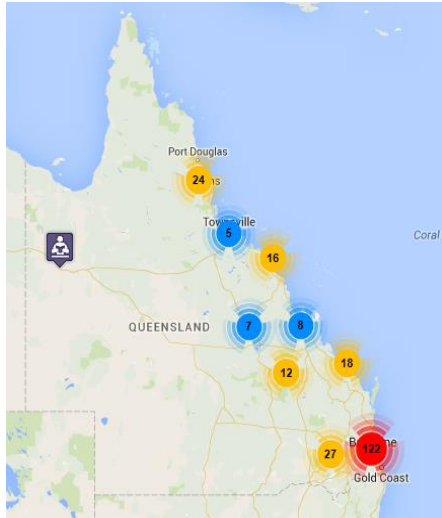 Port Douglas
24
Townsville
5
16
Coral
QUEENSLAND
7
8
12
18
27
122
Gold Coast